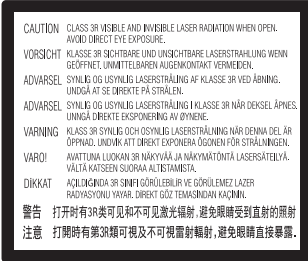 CAUTION CLASS 3R VISIBLE AND INVISIBLE LASER RADIATION WHEN OPEN.
AVOID DIRECT EYE EXPOSURE.
VORSICHT KLASSE 3R SICHTBARE UND UNSICHTBARE LASERSTRAHLUNG WENN
GEÖFFNET. UNMITTELBAREN AUGENKONTAKT VERMEIDEN.
ADVARSEL SYNLIG OG USYNLIG LASERSTRÅLING AF KLASSE 3R VED ÅBNING.
UNDGÅ AT SE DIREKTE PÅ STRÅLEN.
ADVARSEL SYNLIG OG USYNLIG LASERSTRÅLING I KLASSE 3R NÅR DEKSEL ÅPNES.
UNNGÅ DIREKTE EKSPONERING AV ØYNENE.
VARNING KLASS 3R SYNLIG OCH OSYNLIG LASERSTRÅLNING NÄR DENNA DEL ÄR
ÖPPNAD. UNDVIK ATT DIREKT EXPONERA ÖGONEN FÖR STRÅLNINGEN.
VARO! AVATTUNA LUOKAN 3R NÄKYVÄÄ JA NÄKYMÄTÖNTÄ LASERSÄTEILYÄ.
VÄLTÄ KATSEEN SUORAA ALTISTAMISTA.
DİKKAT AÇILDIĞINDA 3R SINIFI GÖRÜLEBİLİR VE GÖRÜLEMEZ LAZER
RADYASYONU YAYAR. DİREKT GÖZ TEMASINDAN KAÇININ.
警告 打开时有3R类可见和不可见激光辐射,避免眼睛受到直射的照射
注意 打開時有第3R類可視及不可視雷射輻射,避免眼睛直接暴露.